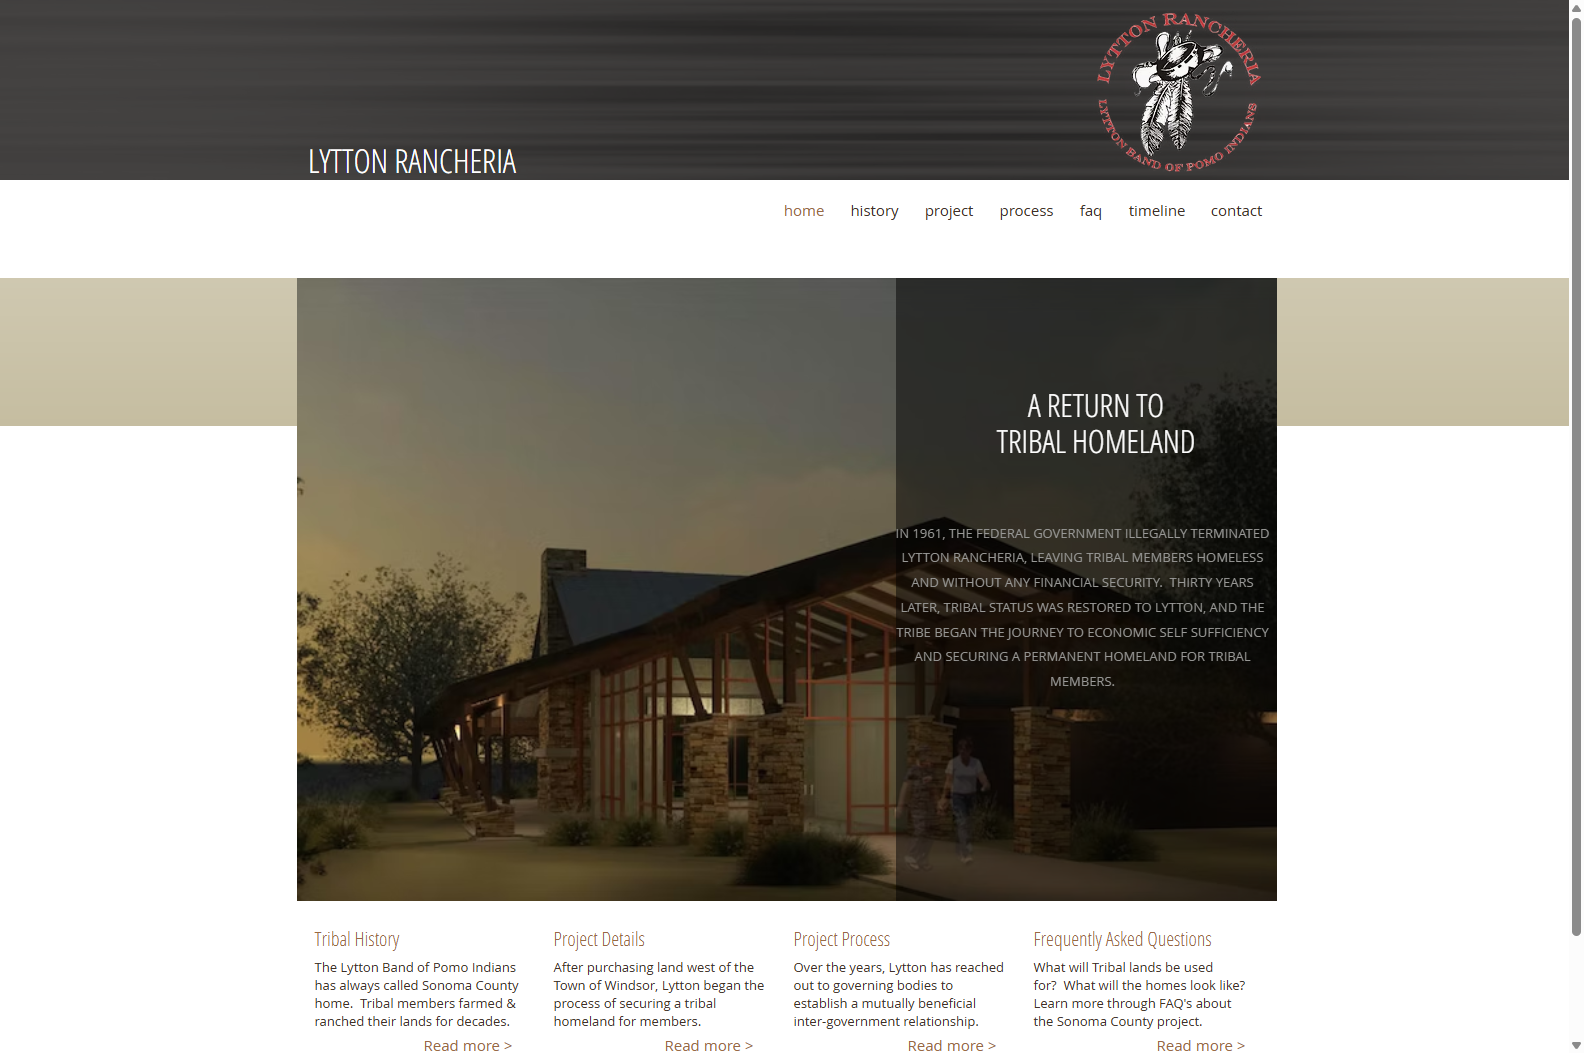 LYTTON RANCHERIA
LYTTON BAND OF POMO INDIANS
LYTTON RANCHERIA
home history project process faq timeline contact
A RETURN TO
TRIBAL HOMELAND
IN 1961, THE FEDERAL GOVERNMENT ILLEGALLY TERMINATED
LYTTON RANCHERIA, LEAVING TRIBAL MEMBERS HOMELESS
AND WITHOUT ANY FINANCIAL SECURITY.  THIRTY YEARS
LATER, TRIBAL STATUS WAS RESTORED TO LYTTON, AND THE
TRIBE BEGAN THE JOURNEY TO ECONOMIC SELF SUFFICIENCY
AND SECURING A PERMANENT HOMELAND FOR TRIBAL
MEMBERS.
Tribal History
The Lytton Band of Pomo Indians
has always called Sonoma County
home.  Tribal members farmed &
ranched their lands for decades.
Read more >
Project Details
After purchasing land west of the
Town of Windsor, Lytton began the
process of securing a tribal
homeland for members.
Read more >
Project Process
Over the years, Lytton has reached
out to governing bodies to
establish a mutually beneficial
inter-government relationship.
Read more >
Frequently Asked Questions
What will Tribal lands be used
for?  What will the homes look like?
Learn more through FAQ's about
the Sonoma County project.
Read more >